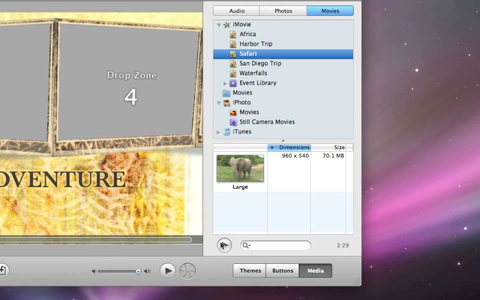 Audio Photos Movies
iMovie
Africa
Harbor Trip
Safari
San Diego Trip
Waterfalls
Event Library
Movies
iPhoto
Movies
Still Camera Movies
iTunes
Drop Zone
4
DVENTURE
Dimensions Size
960 x 540 70.1 MB
Large
2:29
Themes Buttons Media